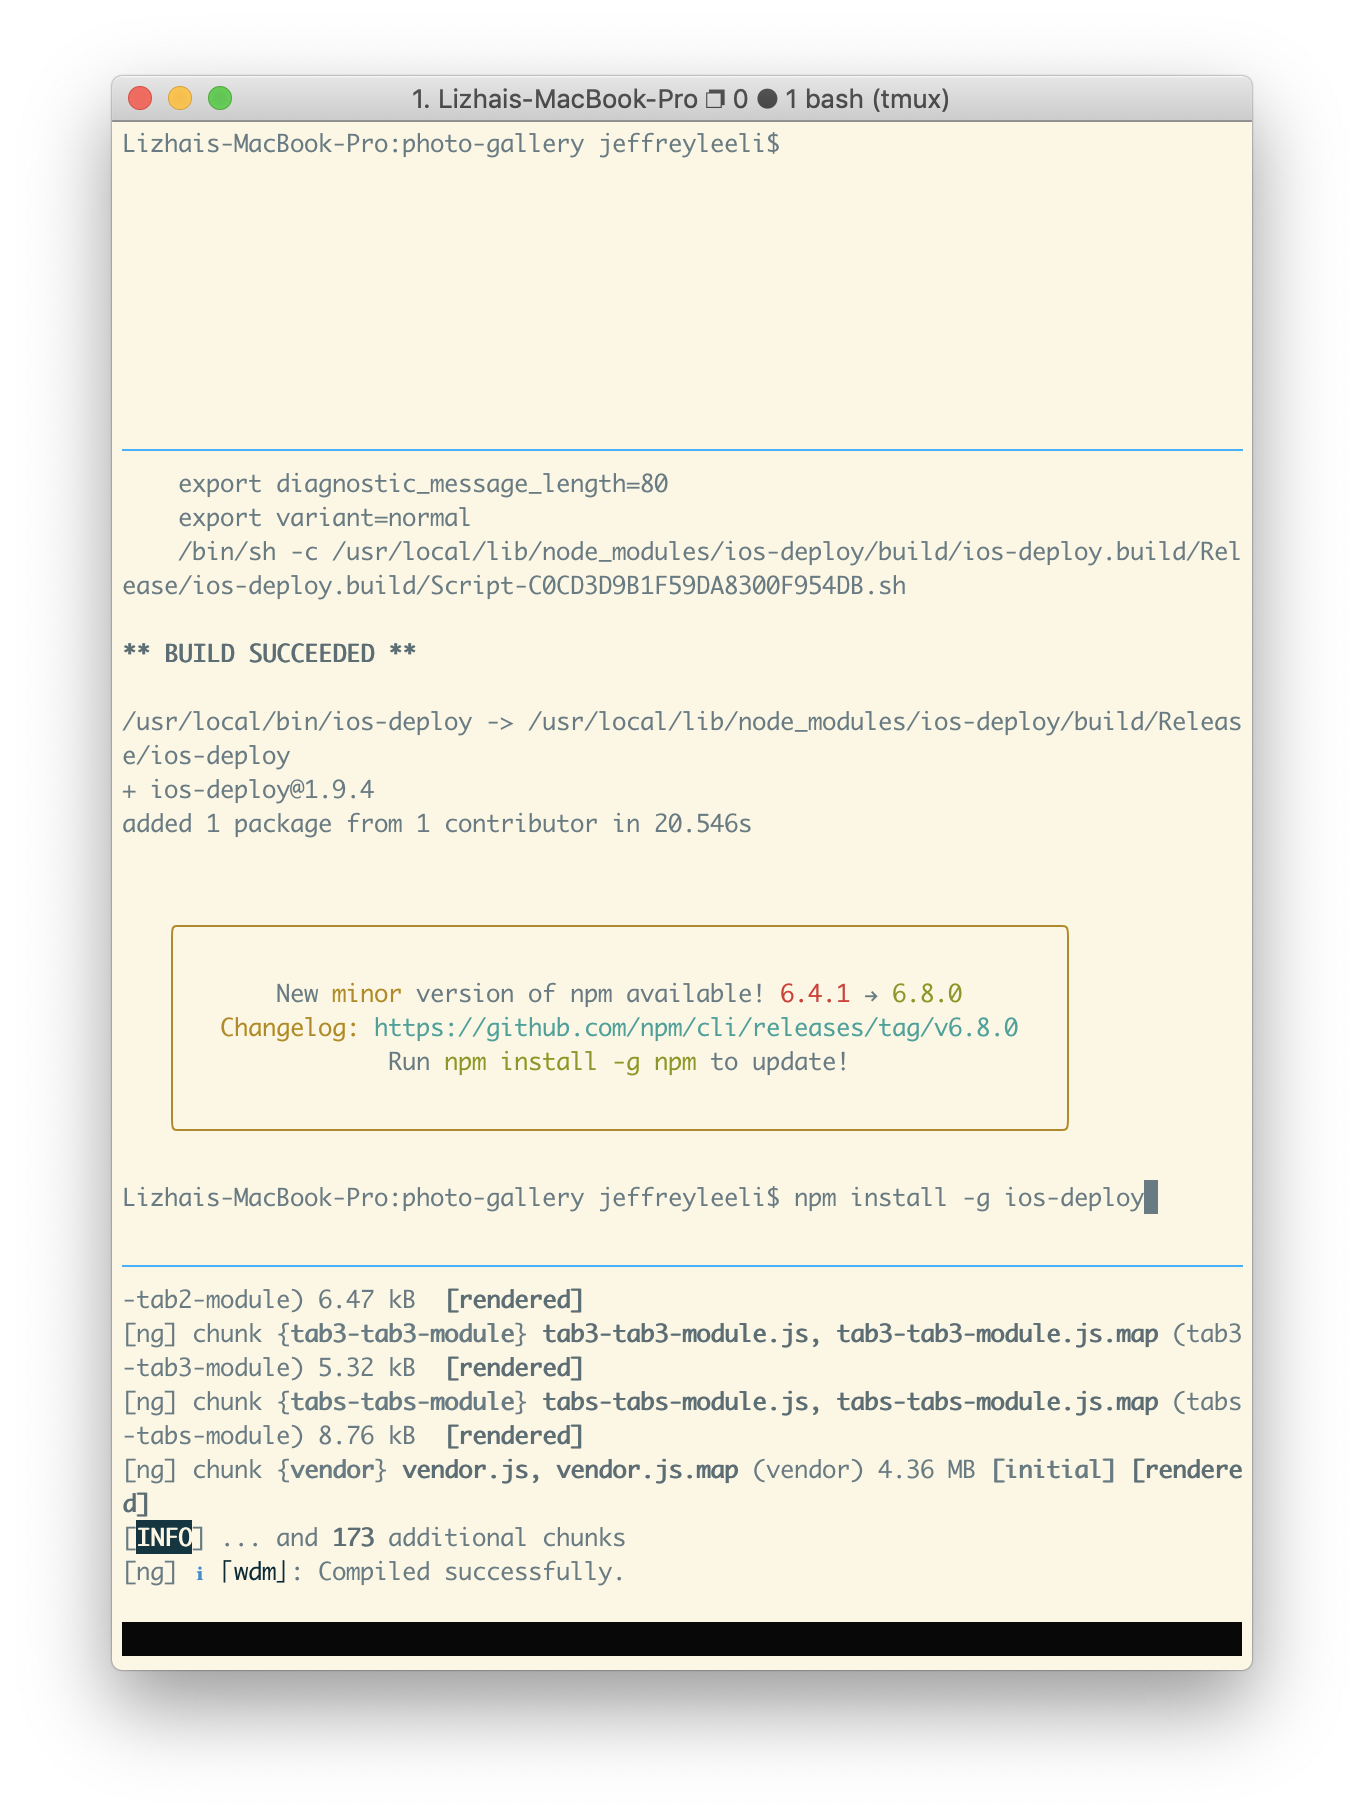 1. Lizhais-MacBook-Pro ❐ 0 ● 1 bash (tmux)
Lizhais-MacBook-Pro:photo-gallery jeffreyleeli$
export diagnostic_message_length=80
export variant=normal
/bin/sh -c /usr/local/lib/node_modules/ios-deploy/build/ios-deploy.build/Rel
ease/ios-deploy.build/Script-C0CD3D9B1F59DA8300F954DB.sh
** BUILD SUCCEEDED **
/usr/local/bin/ios-deploy -> /usr/local/lib/node_modules/ios-deploy/build/Releas
e/ios-deploy
+ ios-deploy@1.9.4
added 1 package from 1 contributor in 20.546s
New minor version of npm available! 6.4.1 → 6.8.0
Changelog: https://github.com/npm/cli/releases/tag/v6.8.0
Run npm install -g npm to update!
Lizhais-MacBook-Pro:photo-gallery jeffreyleeli$ npm install -g ios-deploy
-tab2-module) 6.47 kB  [rendered]
[ng] chunk {tab3-tab3-module} tab3-tab3-module.js, tab3-tab3-module.js.map (tab3
-tab3-module) 5.32 kB  [rendered]
[ng] chunk {tabs-tabs-module} tabs-tabs-module.js, tabs-tabs-module.js.map (tabs
-tabs-module) 8.76 kB  [rendered]
[ng] chunk {vendor} vendor.js, vendor.js.map (vendor) 4.36 MB [initial] [rendere
d]
[INFO] ... and 173 additional chunks
[ng] ℹ ｢wdm｣: Compiled successfully.